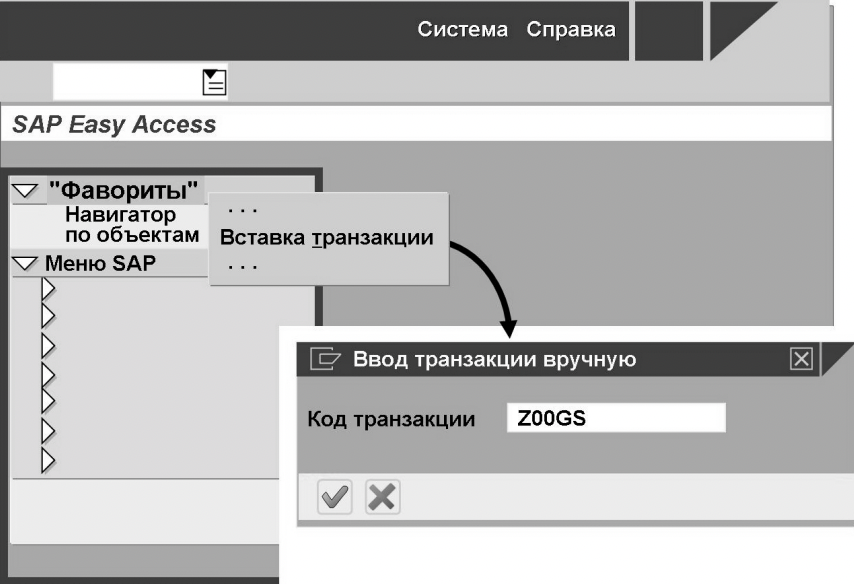 Система Справка
SAP Easy Access
"Фавориты"
Навигатор
по объектам
. . .
Вставка транзакции
. . .
Меню SAP
Ввод транзакции вручную
Код транзакции Z00GS